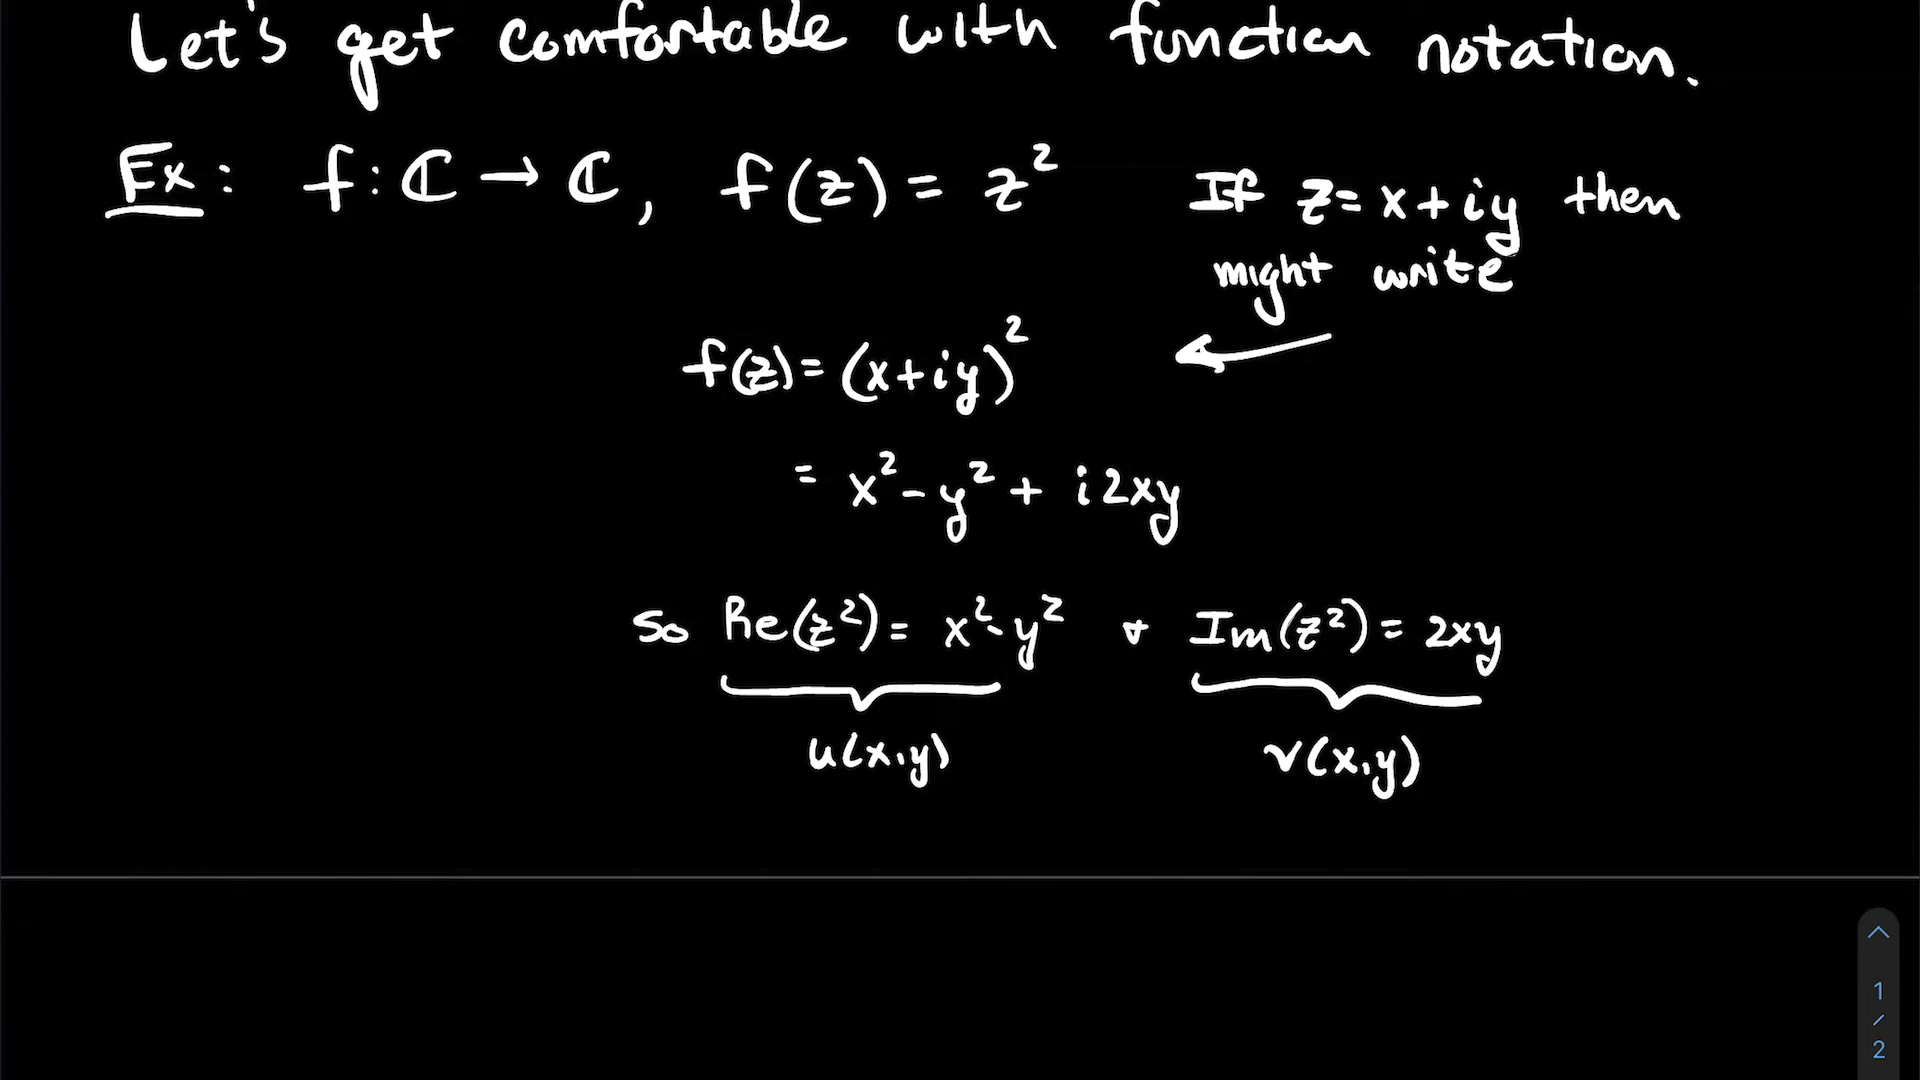 Let's get comfortable with function notation.
Ex: f: ℂ → ℂ, f(z) = z² If z = x + iy then
might write
f(z) = (x+iy)²
= x² - y² + i2xy
So Re(z²) = x² - y² & Im(z²) = 2xy
u(x,y) v(x,y)
1
/
2